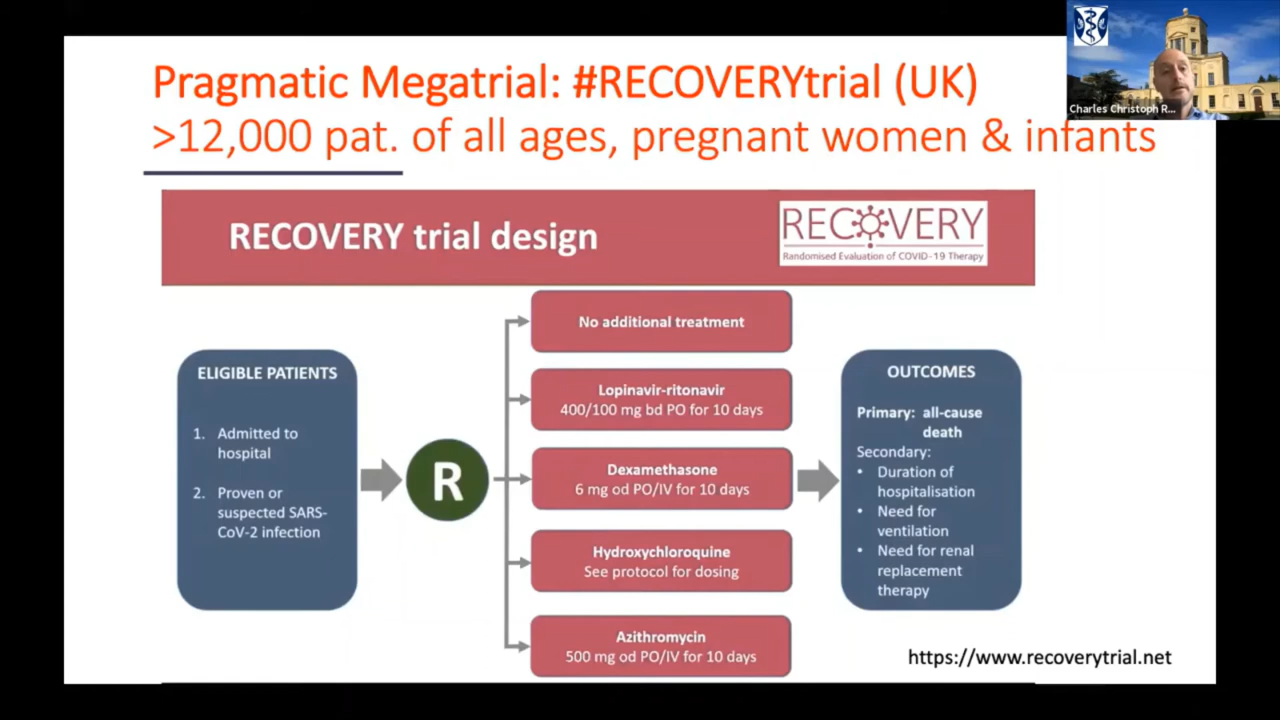 Pragmatic Megatrial: #RECOVERYtrial (UK)
>12,000 pat. of all ages, pregnant women & infants
Charles Christoph R...
RECOVERY trial design
RECOVERY
Randomised Evaluation of COVID-19 Therapy
ELIGIBLE PATIENTS
1. Admitted to
hospital
2. Proven or
suspected SARS-
CoV-2 infection
R
No additional treatment
Lopinavir-ritonavir
400/100 mg bd PO for 10 days
Dexamethasone
6 mg od PO/IV for 10 days
Hydroxychloroquine
See protocol for dosing
Azithromycin
500 mg od PO/IV for 10 days
OUTCOMES
Primary: all-cause
death
Secondary:
• Duration of
hospitalisation
• Need for
ventilation
• Need for renal
replacement
therapy
https://www.recoverytrial.net